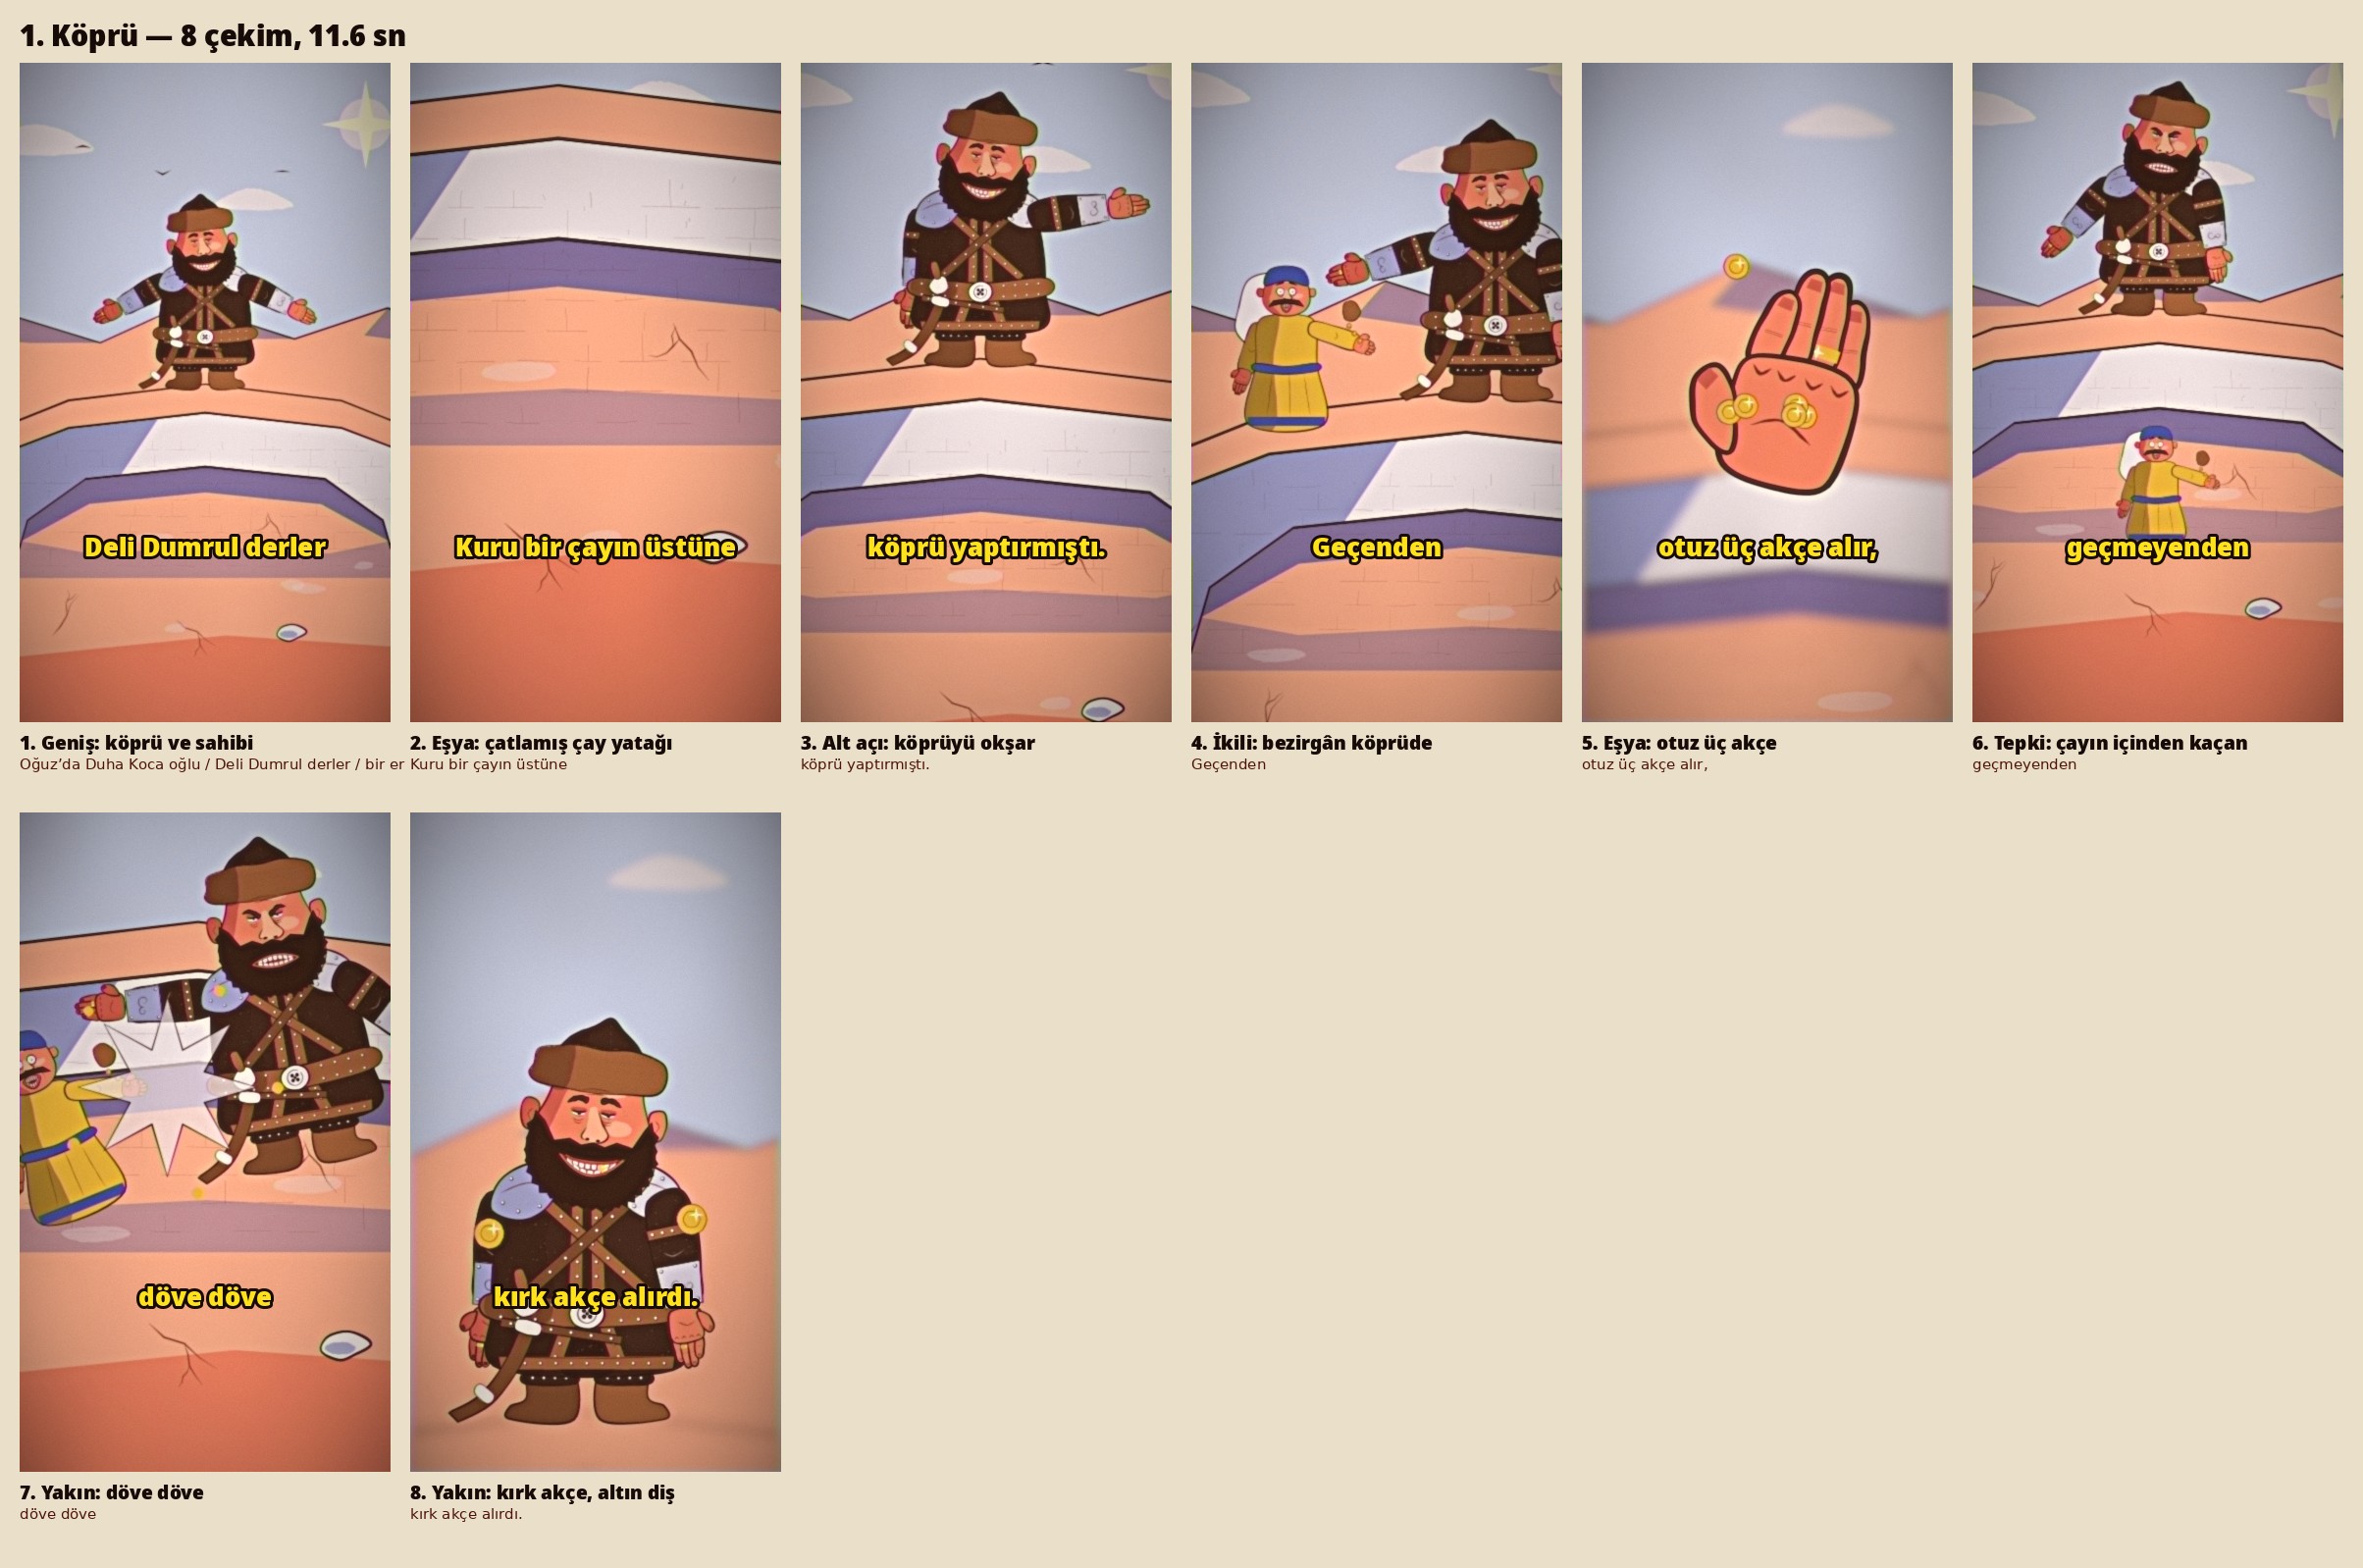 1. Köprü — 8 çekim, 11.6 sn
Deli Dumrul derler
Kuru bir çayın üstüne
köprü yaptırmıştı.
Geçenden
otuz üç akçe alır,
geçmeyenden
1. Geniş: köprü ve sahibi
Oğuz’da Duha Koca oğlu / Deli Dumrul derler / bir er
2. Eşya: çatlamış çay yatağı
Kuru bir çayın üstüne
3. Alt açı: köprüyü okşar
köprü yaptırmıştı.
4. İkili: bezirgân köprüde
Geçenden
5. Eşya: otuz üç akçe
otuz üç akçe alır,
6. Tepki: çayın içinden kaçan
geçmeyenden
döve döve
kırk akçe alırdı.
7. Yakın: döve döve
döve döve
8. Yakın: kırk akçe, altın diş
kırk akçe alırdı.